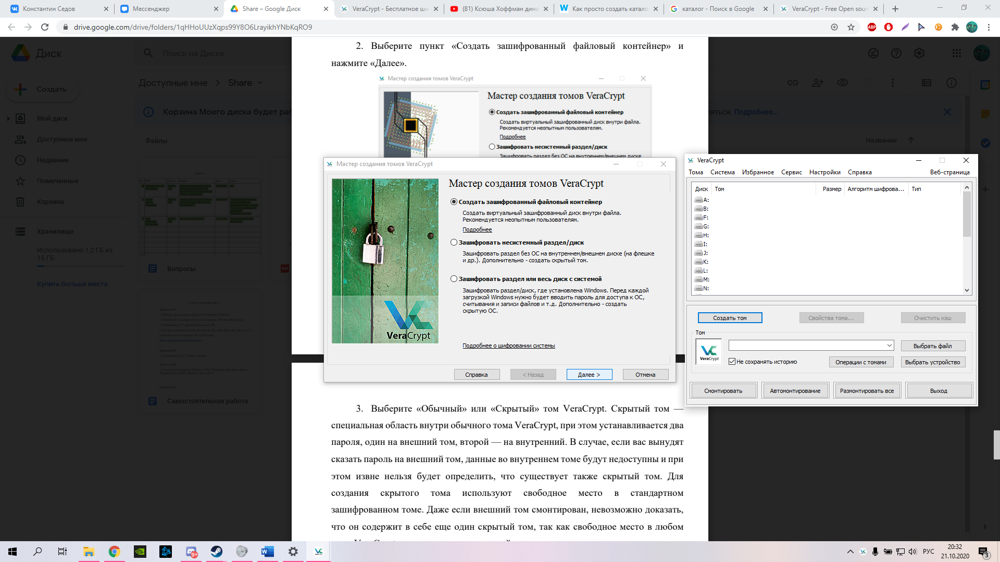 Константин Седов
Мессенджер
Share – Google Диск
VeraCrypt - Бесплатное ши
(81) Ксюша Хоффман дина
Как просто создать катало
каталог - Поиск в Google
VeraCrypt - Free Open sour
drive.google.com/drive/folders/1qHHoUUzXqps99Y8O6LrayikhYNbKqRO9
ABP
Диск
Поиск на Диске
Создать
Доступные мне
Share
Корзина Моего диска будет раб
ляться. Подробнее...
Мой диск
Доступные мне
Недавние
Помеченные
Корзина
Хранилище
Использовано 1,2 ГБ из
15 ГБ
Купить больше места
Файлы
Название
Вопросы
PDF
Самостоятельная работа
2. Выберите пункт «Создать зашифрованный файловый контейнер» и
нажмите «Далее».
Мастер создания томов VeraCrypt
Мастер создания томов VeraCrypt
Создать зашифрованный файловый контейнер
Создать виртуальный зашифрованный диск внутри файла.
Рекомендуется неопытным пользователям.
Подробнее
Зашифровать несистемный раздел/диск
Зашифровать раздел без ОС на внутреннем/внешнем диске
Мастер создания томов VeraCrypt
Мастер создания томов VeraCrypt
Создать зашифрованный файловый контейнер
Создать виртуальный зашифрованный диск внутри файла.
Рекомендуется неопытным пользователям.
Подробнее
Зашифровать несистемный раздел/диск
Зашифровать раздел без ОС на внутреннем/внешнем диске (на флешке
и др.). Дополнительно - создать скрытый том.
Зашифровать раздел или весь диск с системой
Зашифровать раздел/диск, где установлена Windows. Перед каждой
загрузкой Windows нужно будет вводить пароль для доступа к ОС,
считывания и записи файлов и т.д. Дополнительно - создать
скрытую ОС.
VeraCrypt
Подробнее о шифровании системы
Справка
< Назад
Далее >
Отмена
VeraCrypt
Тома
Система
Избранное
Сервис
Настройки
Справка
Веб-страница
Диск
Том
Размер
Алгоритм шифрова...
Тип
A:
B:
F:
G:
H:
I:
J:
K:
L:
M:
N:
Создать том
Свойства тома...
Очистить кэш
Том
VeraCrypt
Выбрать файл
Не сохранять историю
Операции с томами
Выбрать устройство
Смонтировать
Автомонтирование
Размонтировать все
Выход
3. Выберите «Обычный» или «Скрытый» том VeraCrypt. Скрытый том —
специальная область внутри обычного тома VeraCrypt, при этом устанавливается два
пароля, один на внешний том, второй — на внутренний. В случае, если вас вынудят
сказать пароль на внешний том, данные во внутреннем томе будут недоступны и при
этом извне нельзя будет определить, что существует также скрытый том. Для
создания скрытого тома используют свободное место в стандартном
зашифрованном томе. Даже если внешний том смонтирован, невозможно доказать,
что он содержит в себе еще один скрытый том, так как свободное место в любом
9+
РУС
20:32
21.10.2020
3